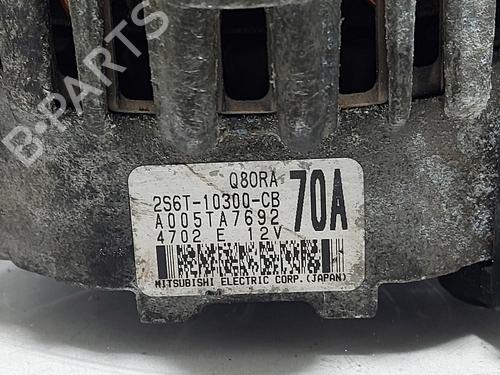 B-PARTS
Q80RA
2S6T-10300-CB 70A
A005TA7692
4702 E 12V
MITSUBISHI ELECTRIC CORP.(JAPAN)